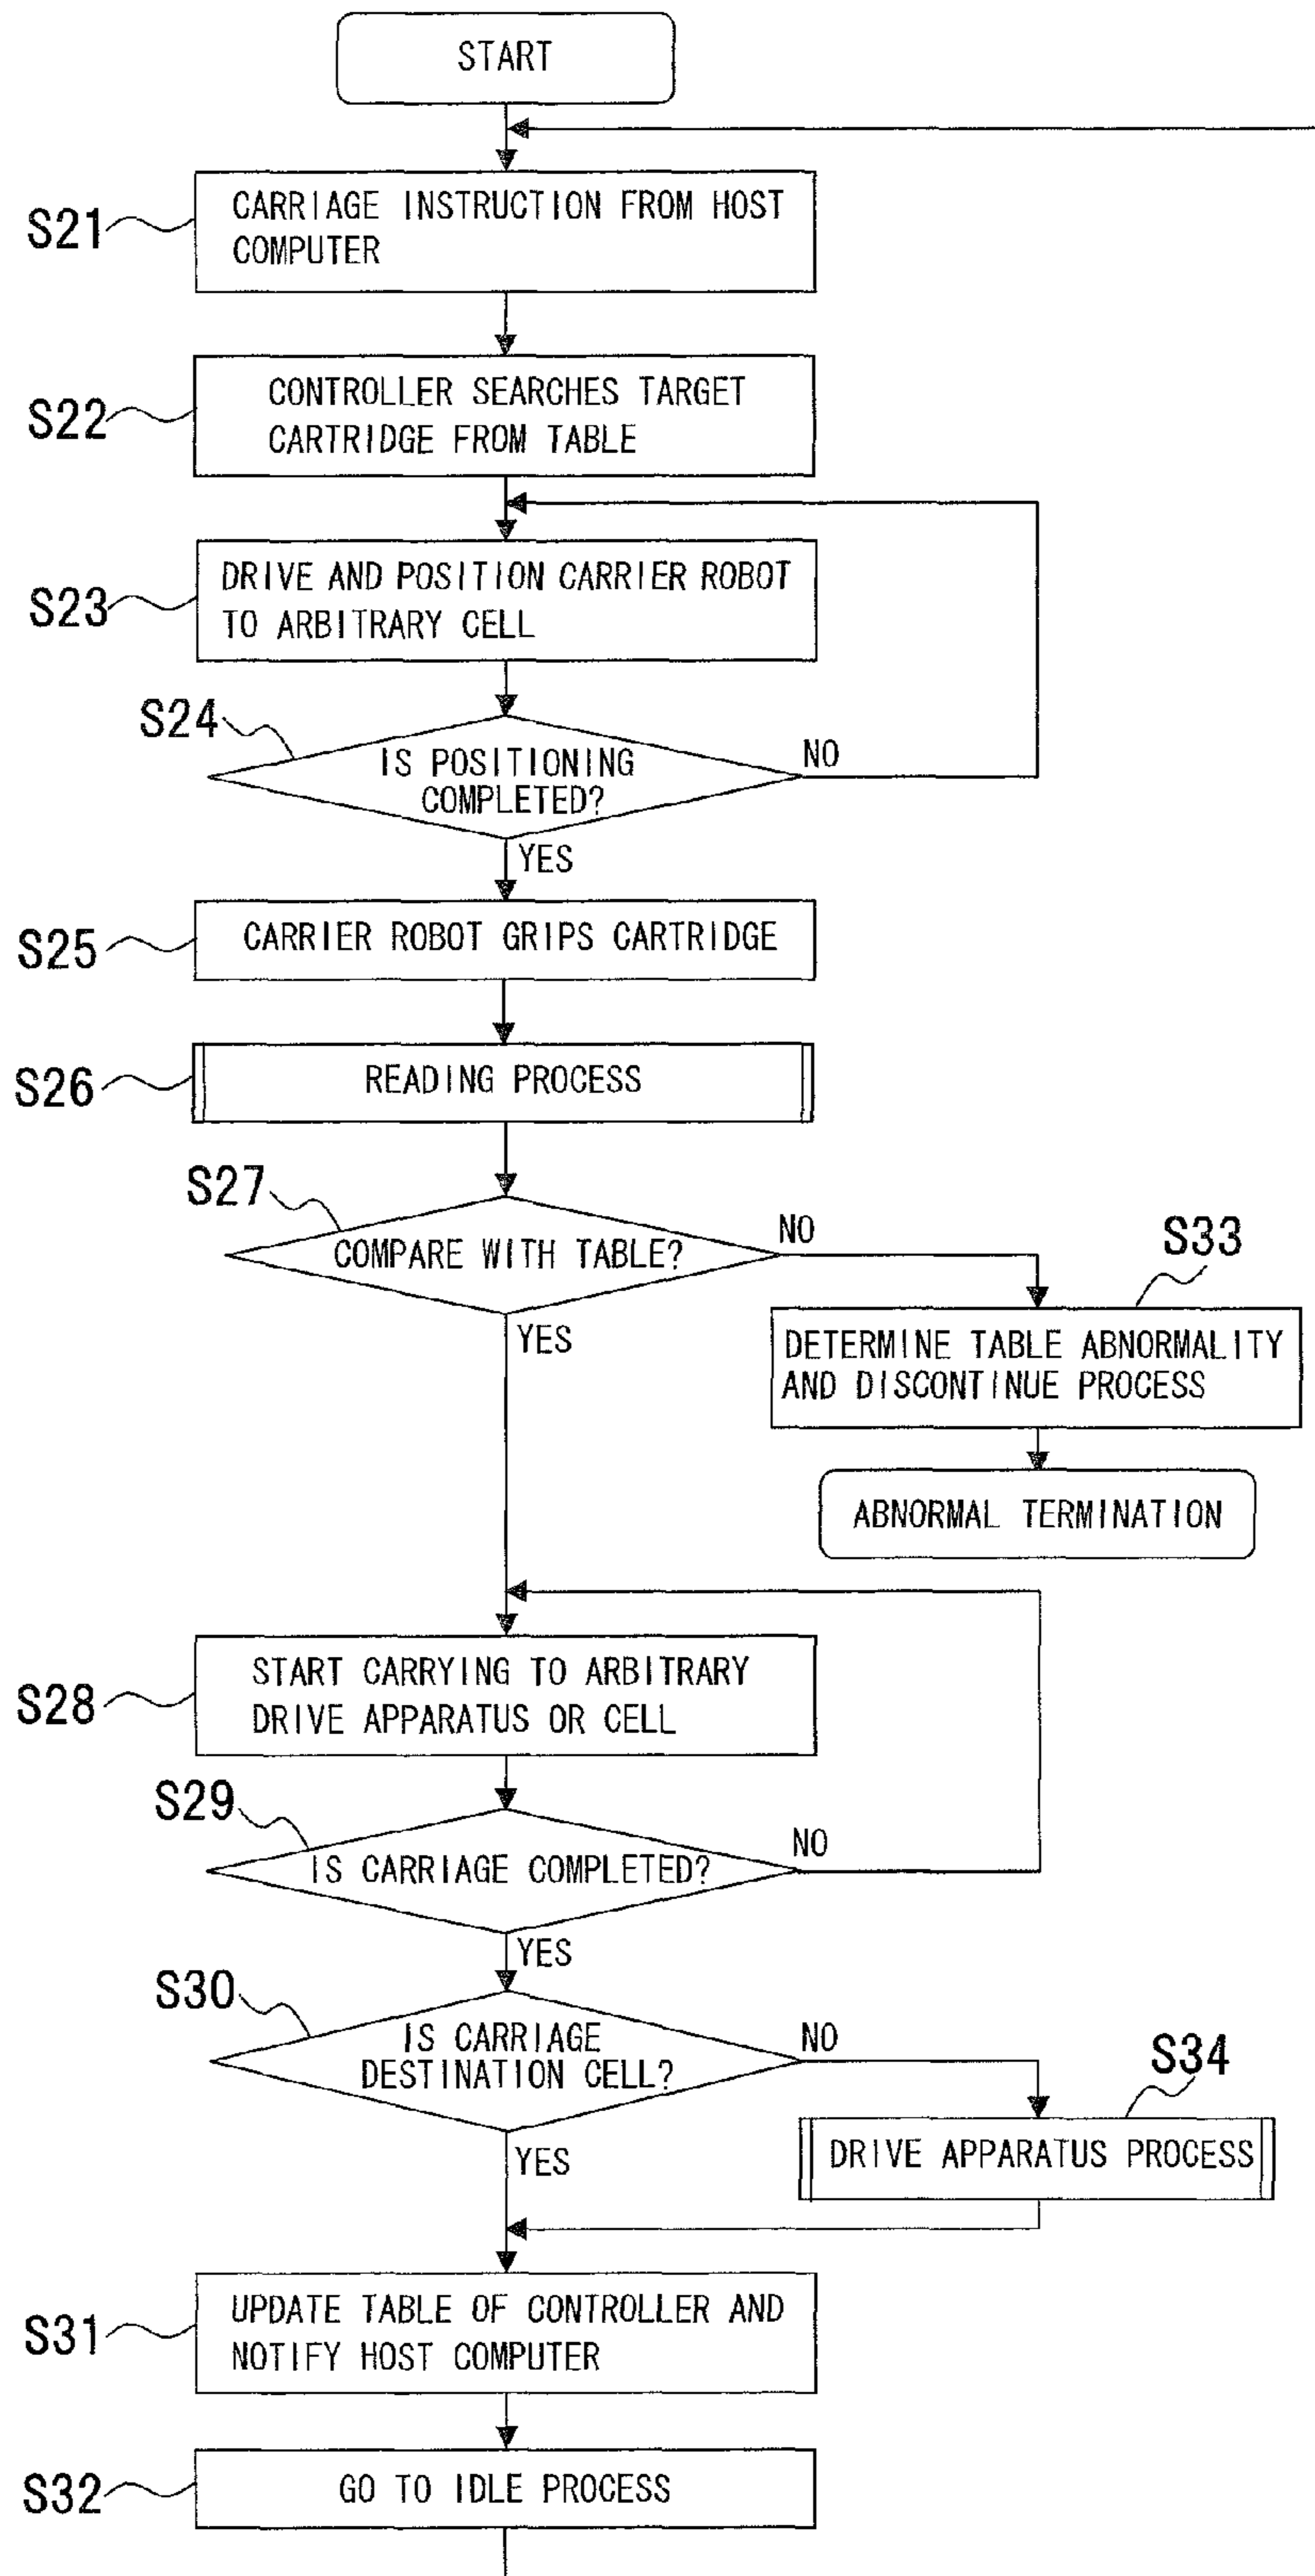 START
S21
CARRIAGE INSTRUCTION FROM HOST
COMPUTER
S22
CONTROLLER SEARCHES TARGET
CARTRIDGE FROM TABLE
S23
DRIVE AND POSITION CARRIER ROBOT
TO ARBITRARY CELL
S24
IS POSITIONING
COMPLETED?
NO
YES
S25
CARRIER ROBOT GRIPS CARTRIDGE
S26
READING PROCESS
S27
COMPARE WITH TABLE?
NO
YES
S33
DETERMINE TABLE ABNORMALITY
AND DISCONTINUE PROCESS
ABNORMAL TERMINATION
S28
START CARRYING TO ARBITRARY
DRIVE APPARATUS OR CELL
S29
IS CARRIAGE COMPLETED?
NO
YES
S30
IS CARRIAGE
DESTINATION CELL?
NO
YES
S34
DRIVE APPARATUS PROCESS
S31
UPDATE TABLE OF CONTROLLER AND
NOTIFY HOST COMPUTER
S32
GO TO IDLE PROCESS